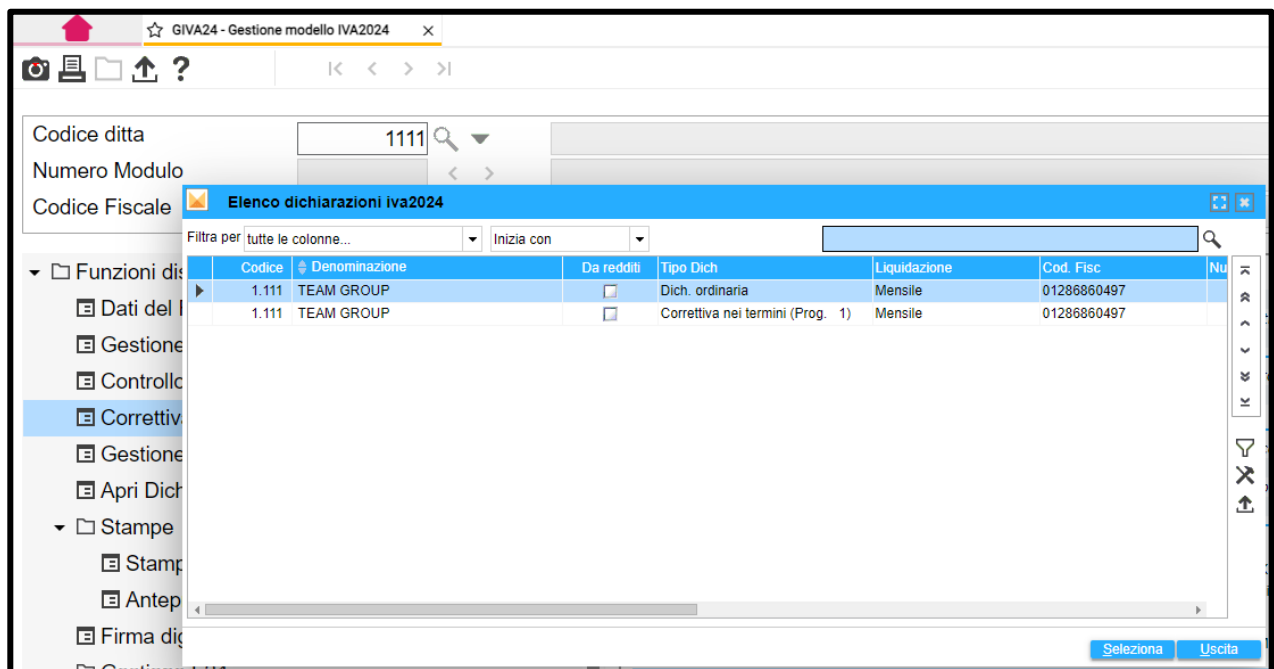 GIVA24 - Gestione modello IVA2024
?
Codice ditta 1111
Numero Modulo
Codice Fiscale
Elenco dichiarazioni iva2024
Filtra per tutte le colonne... Inizia con
Codice Denominazione Da redditi Tipo Dich Liquidazione Cod. Fisc Nu
1.111 TEAM GROUP Dich. ordinaria Mensile 01286860497
1.111 TEAM GROUP Correttiva nei termini (Prog. 1) Mensile 01286860497
Funzioni dis
Dati del
Gestione
Controllo
Correttiv
Gestione
Apri Dich
Stampe
Stamp
Antep
Firma dig
Seleziona Uscita